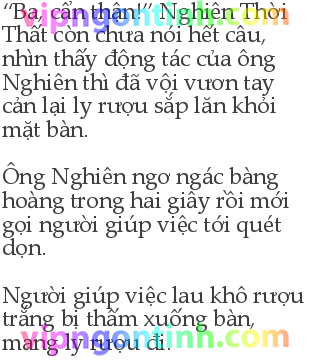 “Ba, cẩn thận!” Nghiên Thời
Thất còn chưa nói hết câu,
nhìn thấy động tác của ông
Nghiên thì đã vội vươn tay
cản lại ly rượu sắp lăn khỏi
mặt bàn.

Ông Nghiên ngơ ngác bàng
hoàng trong hai giây rồi mới
gọi người giúp việc tới quét
dọn.

Người giúp việc lau khô rượu
trắng bị thấm xuống bàn,
mang ly rượu đi.
vipngontinh.com
vipngontinh.com